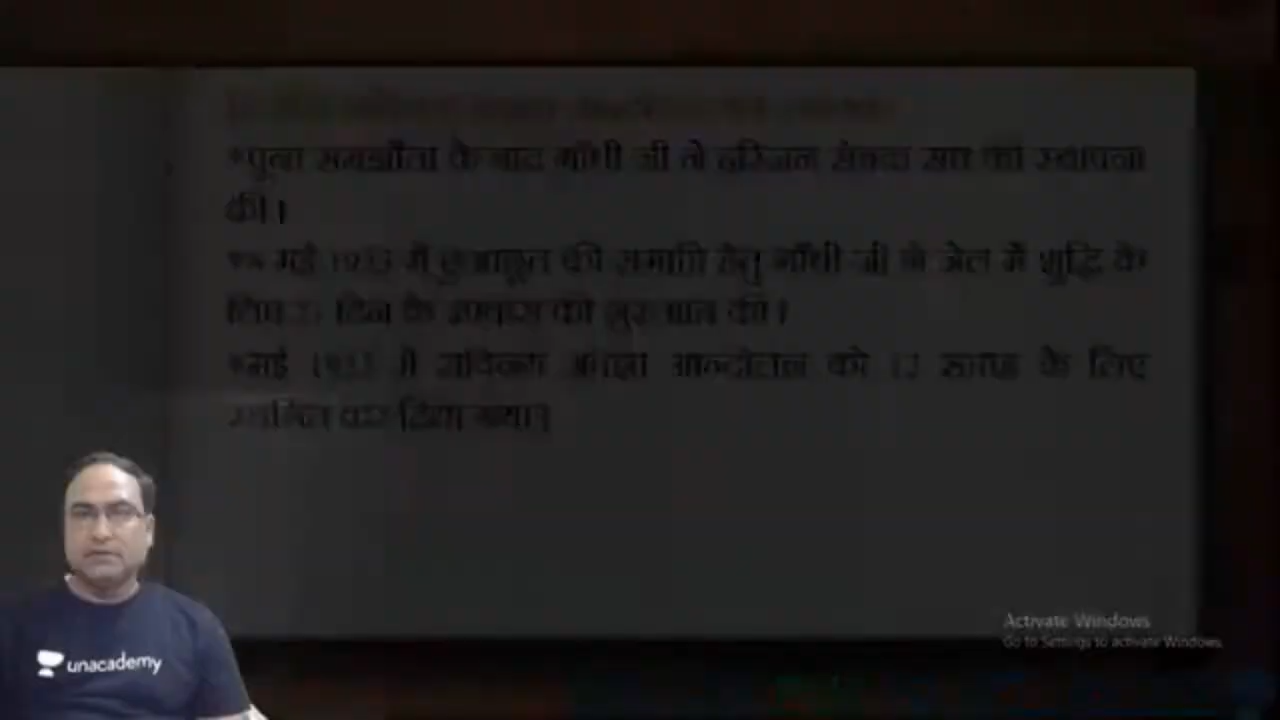 *पूना समझौता के बाद गाँधी जी ने हरिजन सेवक संघ की स्थापना
की।
मई 1933 में छुआछूत की समाप्ति हेतु गाँधी जी ने जेल में शुद्धि के
लिए 21 दिन के उपवास की शुरुआत की।
*मई 1933 में सविनय अवज्ञा आन्दोलन को 12 सप्ताह के लिए
स्थगित कर दिया गया।
Activate Windows
Go to Settings to activate Windows.
unacademy